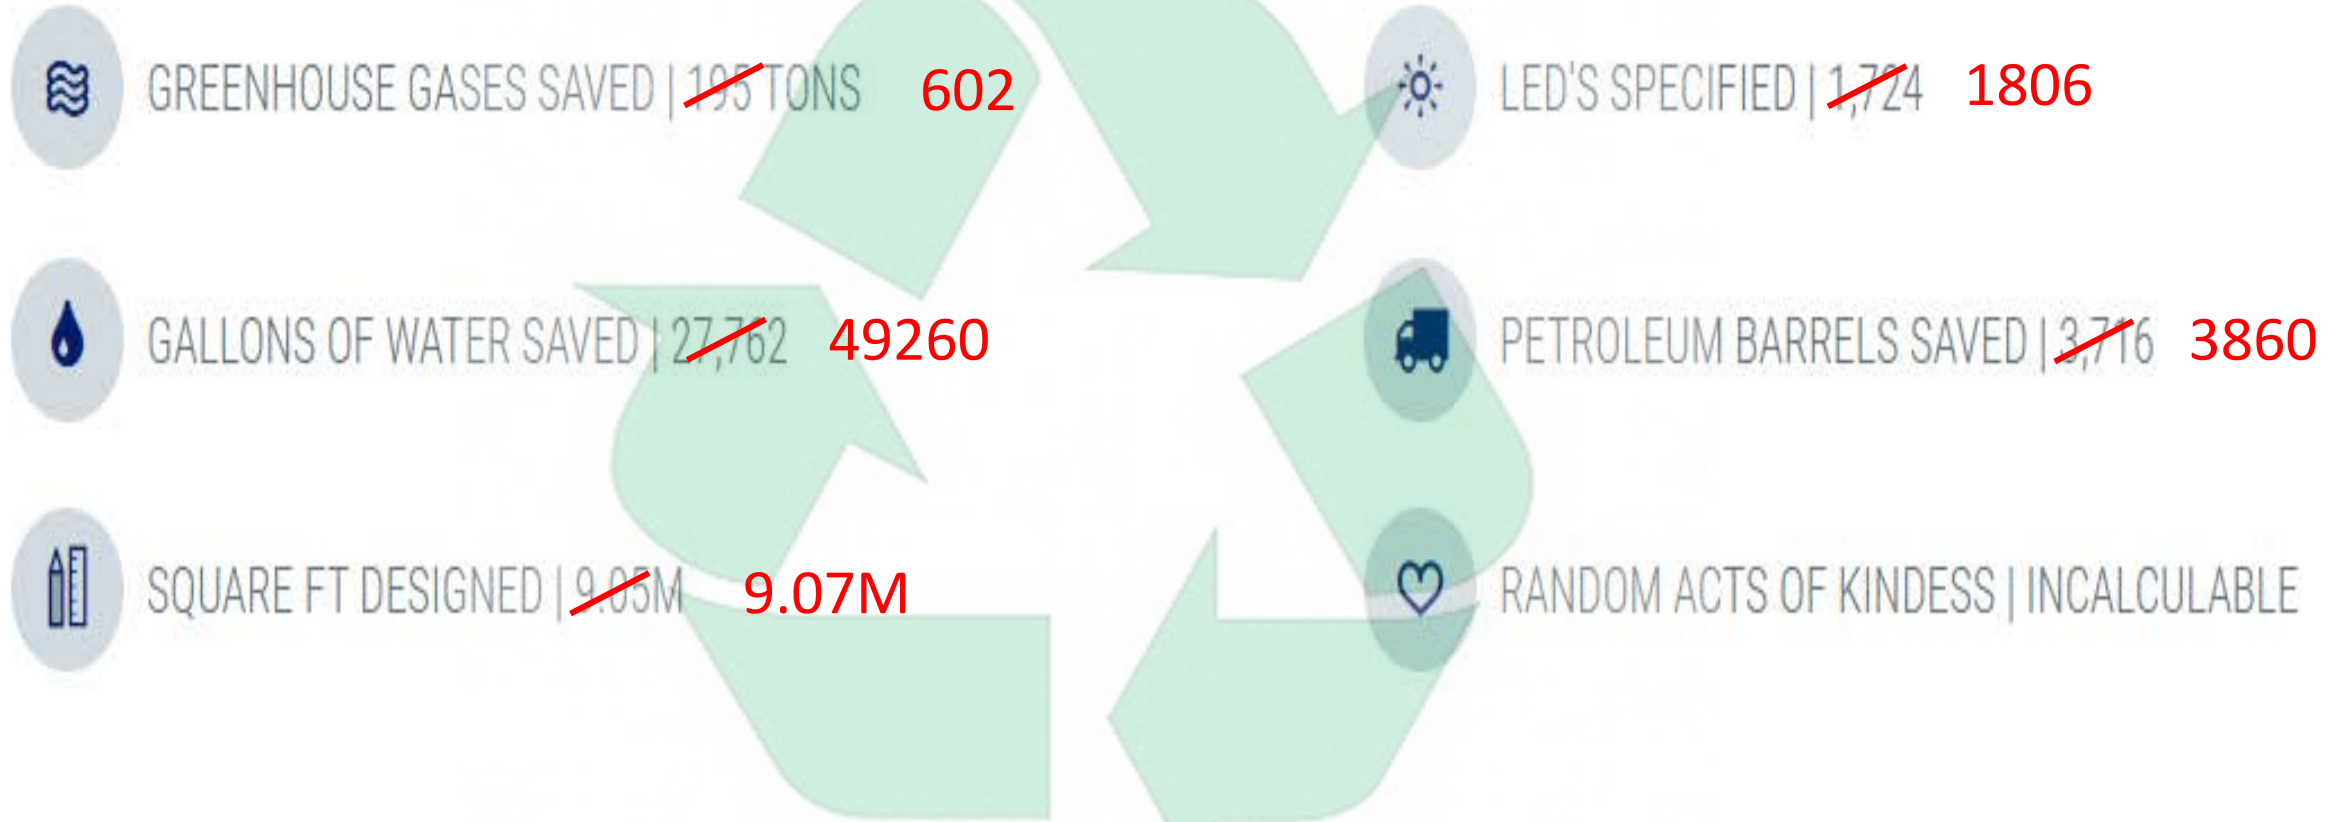 GREENHOUSE GASES SAVED | 195 TONS 602
GALLONS OF WATER SAVED | 27,762 49260
SQUARE FT DESIGNED | 9.05M 9.07M
LED'S SPECIFIED | 1,724 1806
PETROLEUM BARRELS SAVED | 3,716 3860
RANDOM ACTS OF KINDESS | INCALCULABLE